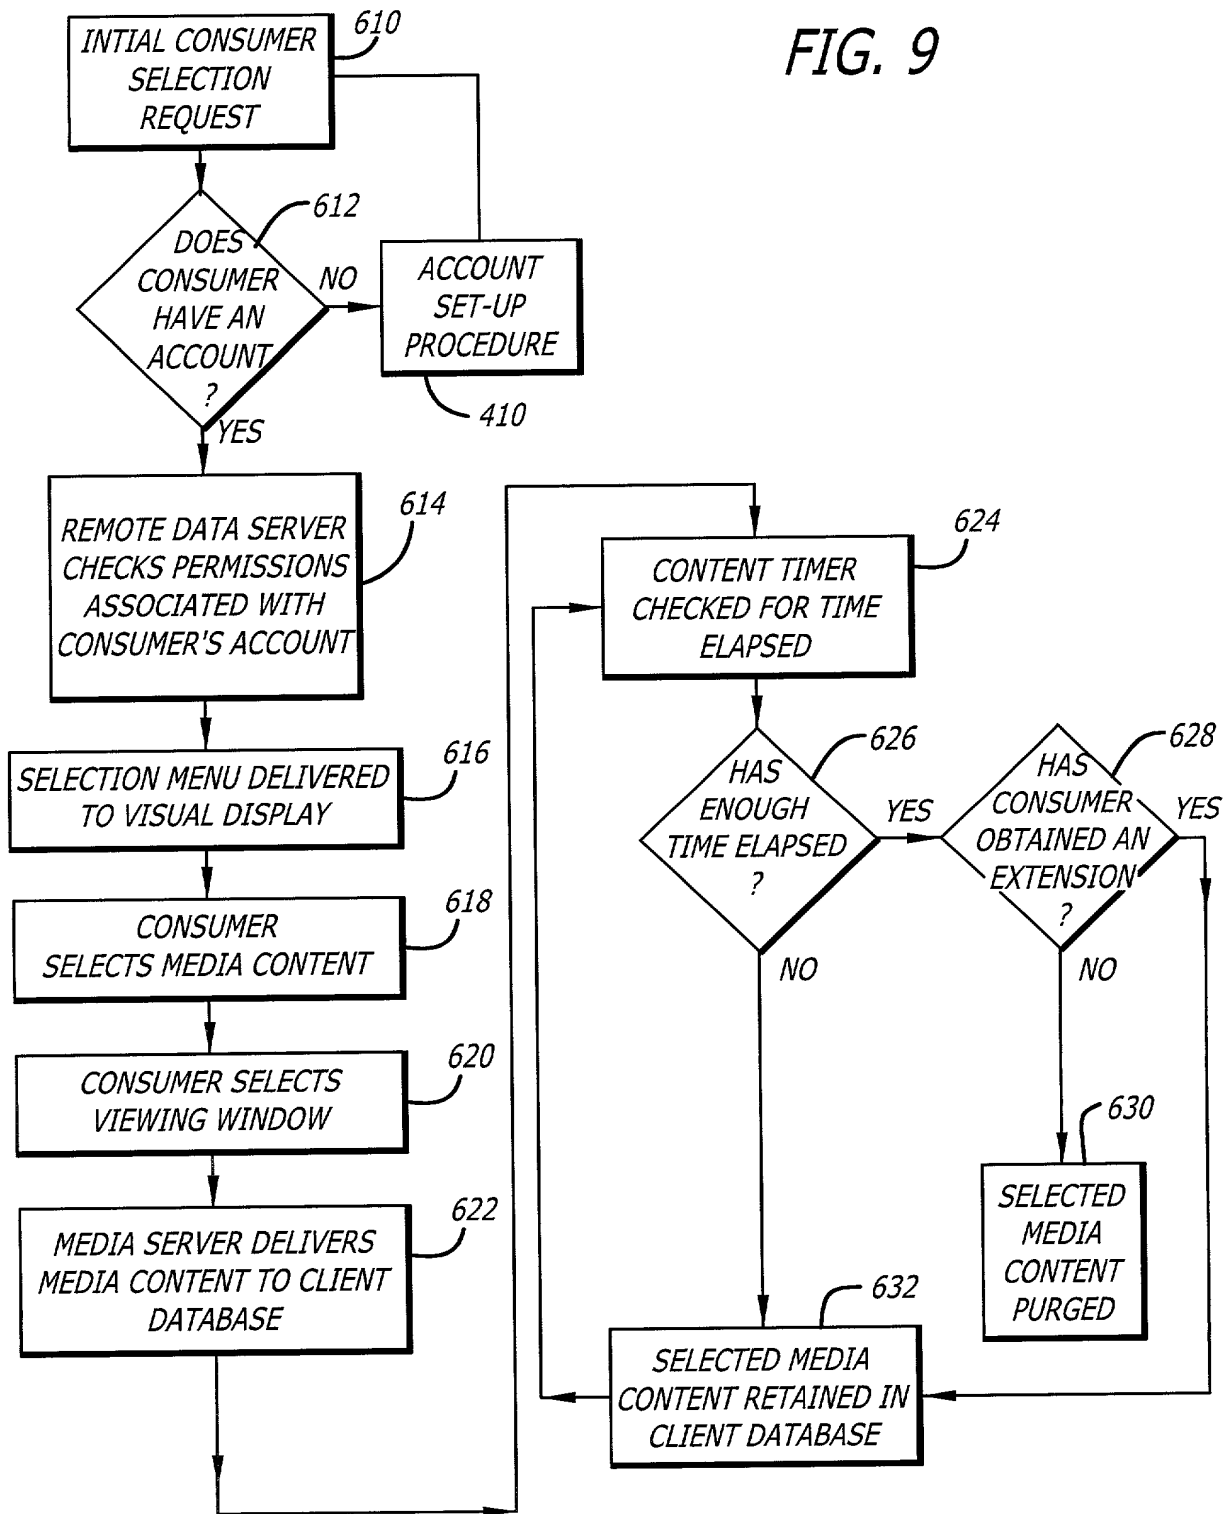 FIG. 9
INTIAL CONSUMER
SELECTION
REQUEST
610
DOES
CONSUMER
HAVE AN
ACCOUNT
?
612
NO
YES
ACCOUNT
SET-UP
PROCEDURE
410
REMOTE DATA SERVER
CHECKS PERMISSIONS
ASSOCIATED WITH
CONSUMER'S ACCOUNT
614
SELECTION MENU DELIVERED
TO VISUAL DISPLAY
616
CONSUMER
SELECTS MEDIA CONTENT
618
CONSUMER SELECTS
VIEWING WINDOW
620
MEDIA SERVER DELIVERS
MEDIA CONTENT TO CLIENT
DATABASE
622
CONTENT TIMER
CHECKED FOR TIME
ELAPSED
624
HAS
ENOUGH
TIME ELAPSED
?
626
YES
NO
HAS
CONSUMER
OBTAINED AN
EXTENSION
?
628
YES
NO
SELECTED
MEDIA
CONTENT
PURGED
630
SELECTED MEDIA
CONTENT RETAINED IN
CLIENT DATABASE
632